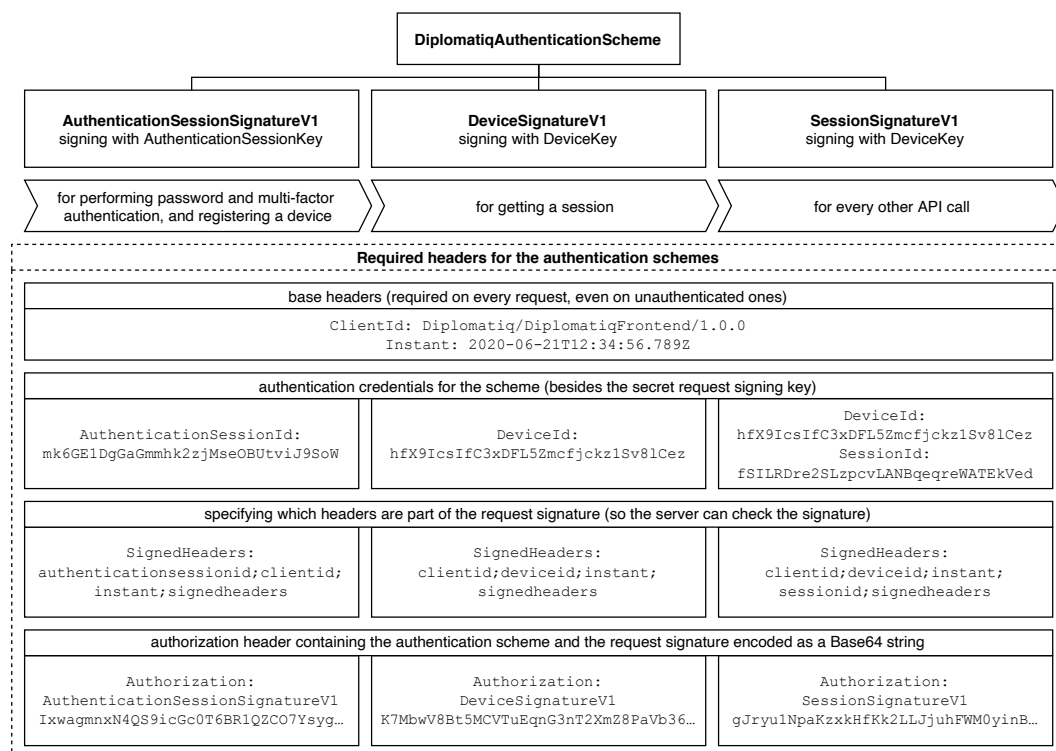 DiplomatiqAuthenticationScheme
AuthenticationSessionSignatureV1
signing with AuthenticationSessionKey
DeviceSignatureV1
signing with DeviceKey
SessionSignatureV1
signing with DeviceKey
for performing password and multi-factor
authentication, and registering a device
for getting a session
for every other API call
Required headers for the authentication schemes
base headers (required on every request, even on unauthenticated ones)
ClientId: Diplomatiq/DiplomatiqFrontend/1.0.0
Instant: 2020-06-21T12:34:56.789Z
authentication credentials for the scheme (besides the secret request signing key)
AuthenticationSessionId:
mk6GE1DgGaGmmhk2zjMseOBUtviJ9SoW
DeviceId:
hfX9IcsIfC3xDFL5Zmcfjckz1Sv8lCez
DeviceId:
hfX9IcsIfC3xDFL5Zmcfjckz1Sv8lCez
SessionId:
fSILRDre2SLzpcvLANBqeqreWATEkVed
specifying which headers are part of the request signature (so the server can check the signature)
SignedHeaders:
authenticationsessionid;clientid;
instant;signedheaders
SignedHeaders:
clientid;deviceid;instant;
signedheaders
SignedHeaders:
clientid;deviceid;instant;
sessionid;signedheaders
authorization header containing the authentication scheme and the request signature encoded as a Base64 string
Authorization:
AuthenticationSessionSignatureV1
IxwagmnxN4QS9icGc0T6BR1QZCO7Ysyg…
Authorization:
DeviceSignatureV1
K7MbwV8Bt5MCVTuEqnG3nT2XmZ8PaVb36…
Authorization:
SessionSignatureV1
gJryu1NpaKzxkHfKk2LLJjuhFWM0yinB…